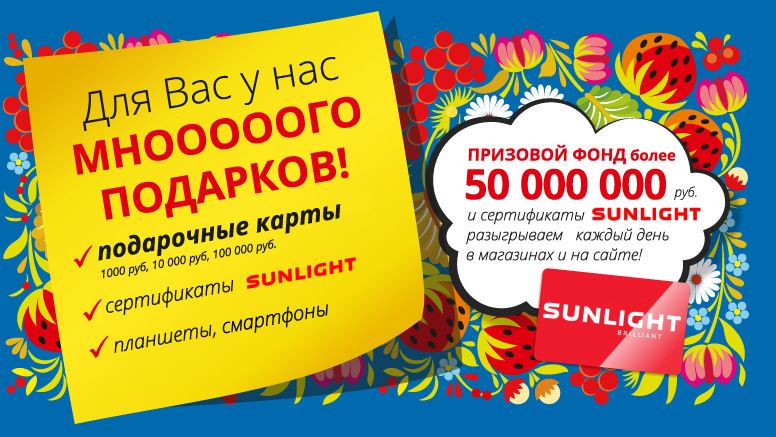 Для Вас у нас
МНОООООГО
ПОДАРКОВ!
подарочные карты
1000 руб, 10 000 руб, 100 000 руб.
сертификаты SUNLIGHT
планшеты, смартфоны
ПРИЗОВОЙ ФОНД более
50 000 000 руб.
и сертификаты SUNLIGHT
разыгрываем каждый день
в магазинах и на сайте!
SUNLIGHT
BRILLIANT